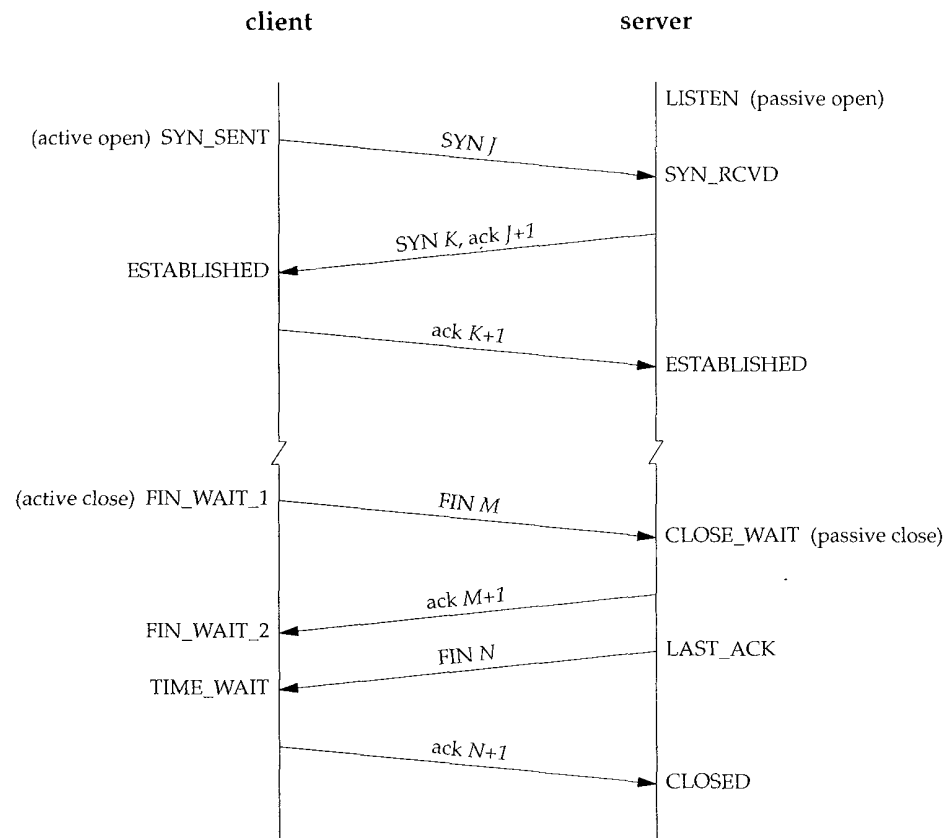 client server
LISTEN (passive open)
(active open) SYN_SENT
SYN J
SYN_RCVD
SYN K, ack J+1
ESTABLISHED
ack K+1
ESTABLISHED
(active close) FIN_WAIT_1
FIN M
CLOSE_WAIT (passive close)
ack M+1
FIN_WAIT_2
FIN N
LAST_ACK
TIME_WAIT
ack N+1
CLOSED